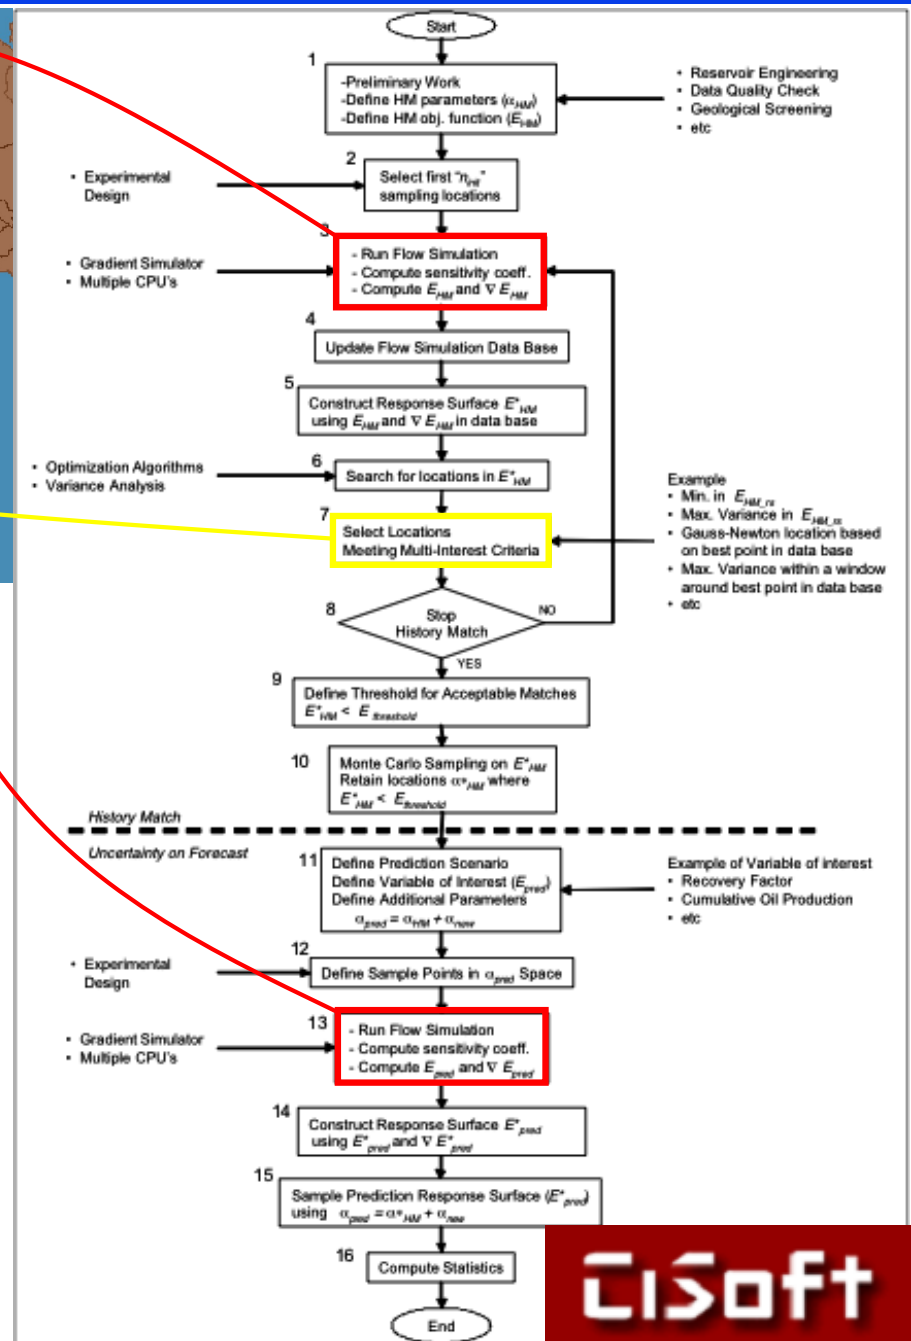 Start
1
-Preliminary Work
-Define HM parameters (α_HM)
-Define HM obj. function (E_HM)
• Reservoir Engineering
• Data Quality Check
• Geological Screening
• etc
2
Select first "n_init"
sampling locations
• Experimental
Design
3
- Run Flow Simulation
- Compute sensitivity coeff.
- Compute E_HM and ∇ E_HM
• Gradient Simulator
• Multiple CPU's
4
Update Flow Simulation Data Base
5
Construct Response Surface E*_HM
using E_HM and ∇ E_HM in data base
6
Search for locations in E*_HM
• Optimization Algorithms
• Variance Analysis
7
Select Locations
Meeting Multi-Interest Criteria
Example
• Min. in E_HM_rs
• Max. Variance in E_HM_rs
• Gauss-Newton location based
on best point in data base
• Max. Variance within a window
around best point in data base
• etc
8
Stop
History Match
NO
YES
9
Define Threshold for Acceptable Matches
E*_HM < E_threshold
10
Monte Carlo Sampling on E*_HM
Retain locations α*_HM where
E*_HM < E_threshold
History Match
Uncertainty on Forecast
11
Define Prediction Scenario
Define Variable of Interest (E_pred)
Define Additional Parameters
α_pred = α_HM + α_new
Example of Variable of interest
• Recovery Factor
• Cumulative Oil Production
• etc
12
Define Sample Points in α_pred Space
• Experimental
Design
13
- Run Flow Simulation
- Compute sensitivity coeff.
- Compute E_pred and ∇ E_pred
• Gradient Simulator
• Multiple CPU's
14
Construct Response Surface E*_pred
using E*_pred and ∇ E*_pred
15
Sample Prediction Response Surface (E*_pred)
using α_pred = α*_HM + α_new
16
Compute Statistics
End
CiSoft